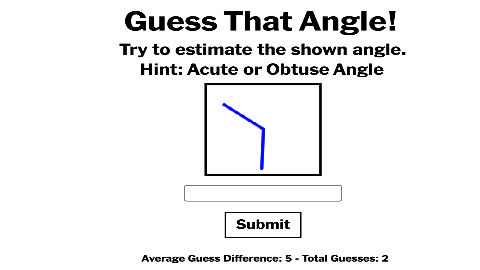 Guess That Angle!
Try to estimate the shown angle.
Hint: Acute or Obtuse Angle
Submit
Average Guess Difference: 5 - Total Guesses: 2